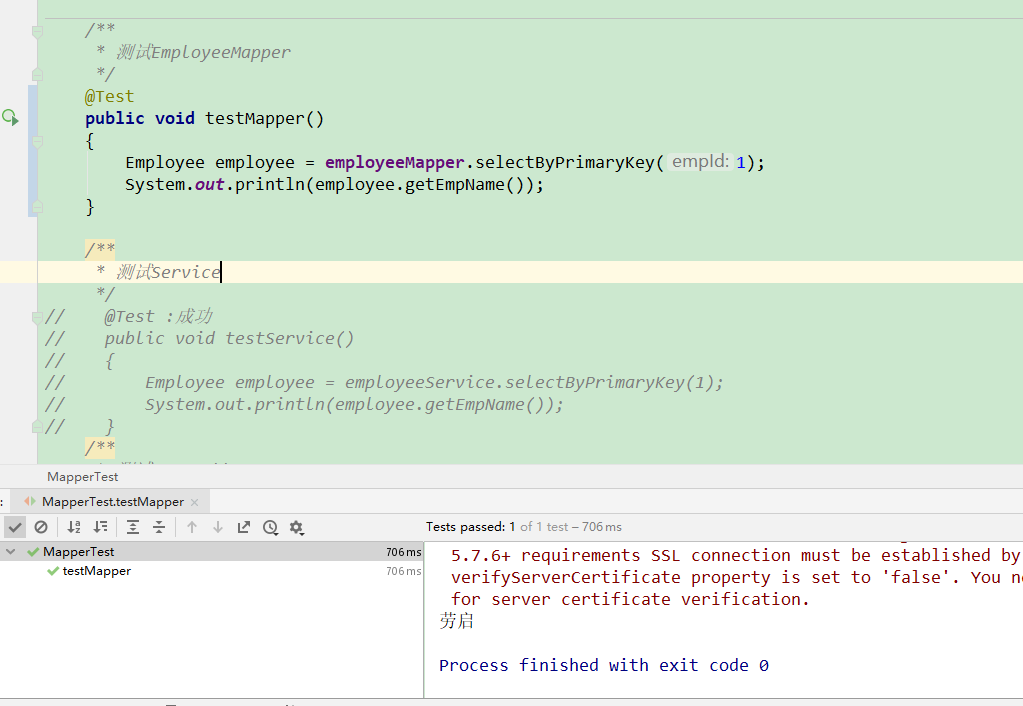 /**
 * 测试EmployeeMapper
 */
@Test
public void testMapper()
{
    Employee employee = employeeMapper.selectByPrimaryKey( empId: 1);
    System.out.println(employee.getEmpName());
}
/**
 * 测试Service
 */
//    @Test :成功
//    public void testService()
//    {
//        Employee employee = employeeService.selectByPrimaryKey(1);
//        System.out.println(employee.getEmpName());
//    }
/**
MapperTest
: MapperTest.testMapper ×
Tests passed: 1 of 1 test – 706 ms
MapperTest 706 ms
testMapper 706 ms
5.7.6+ requirements SSL connection must be established by
verifyServerCertificate property is set to 'false'. You
for server certificate verification.
劳启
Process finished with exit code 0